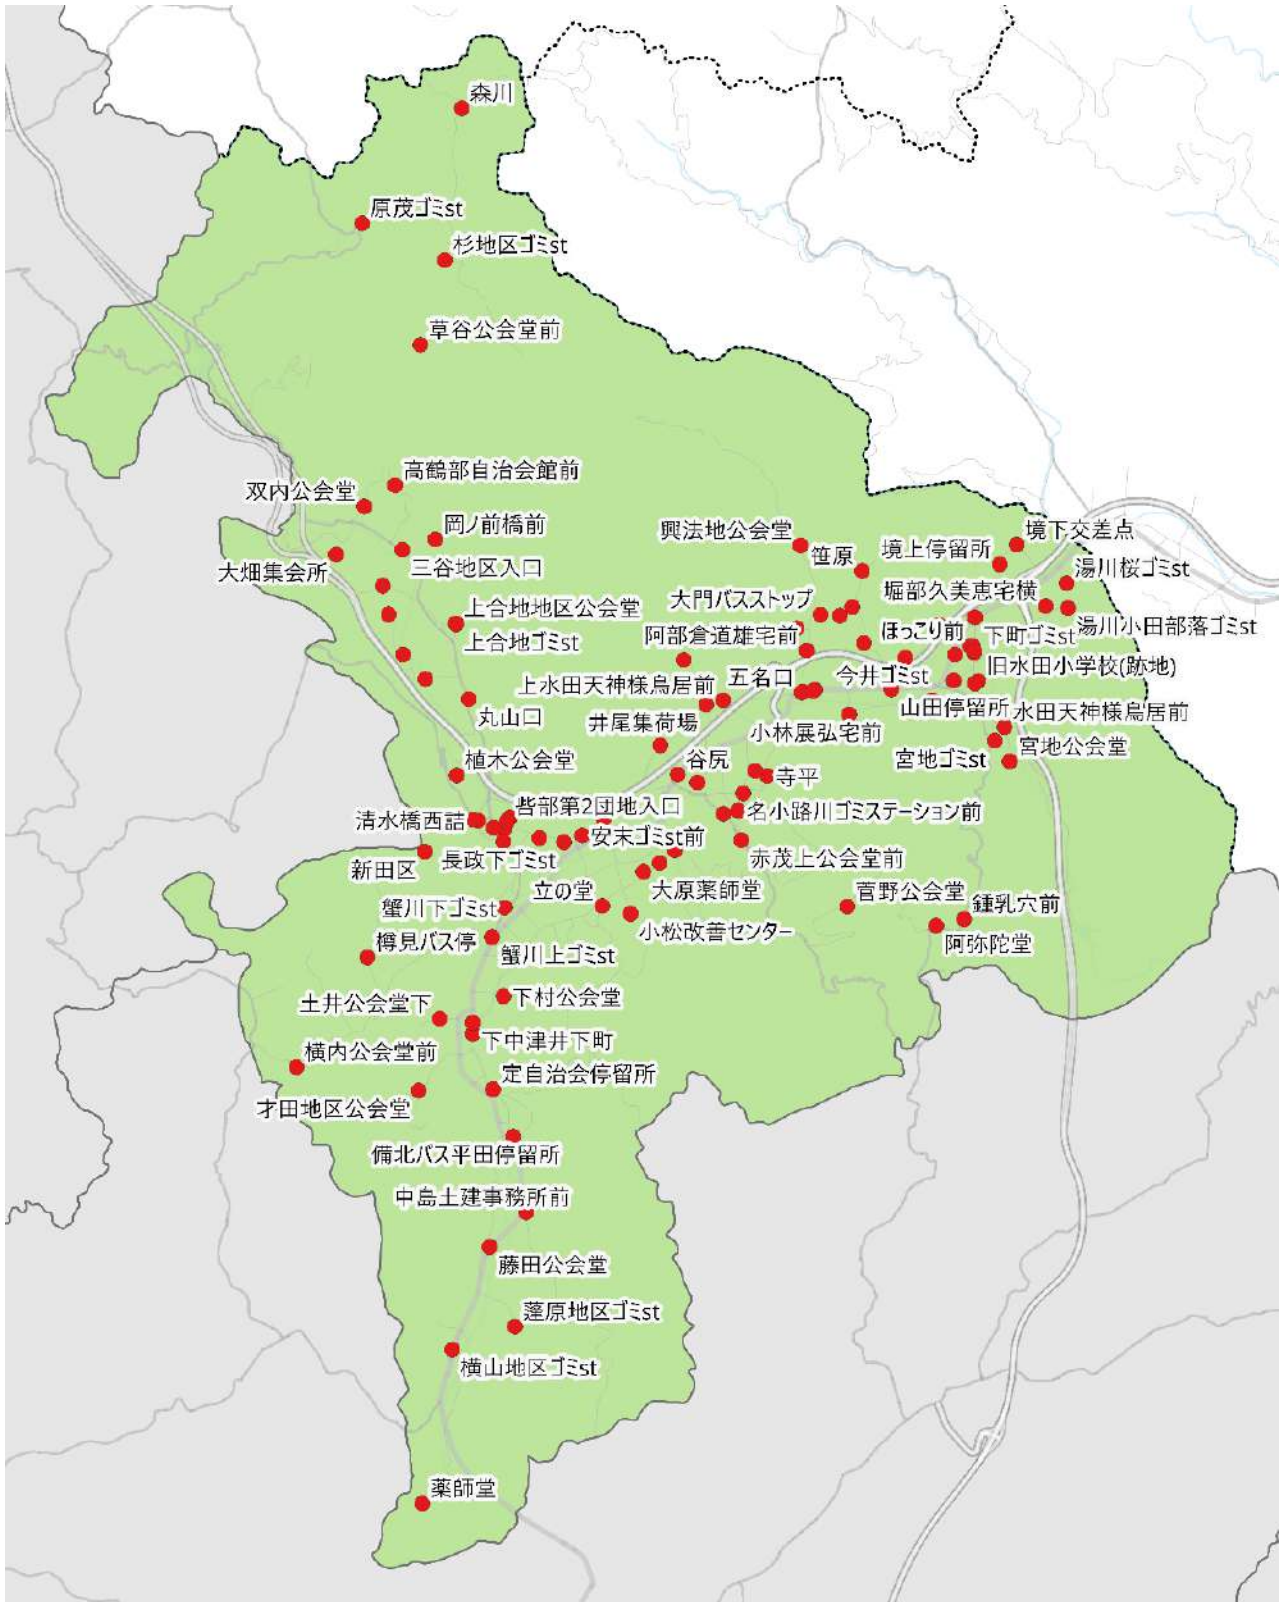 森川
原茂ゴミst
杉地区ゴミst
草谷公会堂前
高鶴部自治会館前
双内公会堂
岡ノ前橋前
興法地公会堂
境下交差点
境上停留所
笹原
三谷地区入口
大畑集会所
湯川桜ゴミst
堀部久美恵宅横
上合地地区公会堂
大門バスストップ
湯川小田部落ゴミst
上合地ゴミst
阿部倉道雄宅前
ほっこり前
下町ゴミst
旧水田小学校(跡地)
五名口
今井ゴミst
上水田天神様鳥居前
丸山口
山田停留所
水田天神様鳥居前
井尾集荷場
小林展弘宅前
宮地公会堂
宮地ゴミst
植木公会堂
谷尻
寺平
呰部第2団地入口
名小路川ゴミステーション前
清水橋西詰
安末ゴミst前
長政下ゴミst
赤茂上公会堂前
新田区
大原薬師堂
立の堂
菅野公会堂
鍾乳穴前
蟹川下ゴミst
小松改善センター
樽見バス停
阿弥陀堂
蟹川上ゴミst
下村公会堂
土井公会堂下
下中津井下町
横内公会堂前
定自治会停留所
才田地区公会堂
備北バス平田停留所
中島土建事務所前
藤田公会堂
蓬原地区ゴミst
横山地区ゴミst
薬師堂